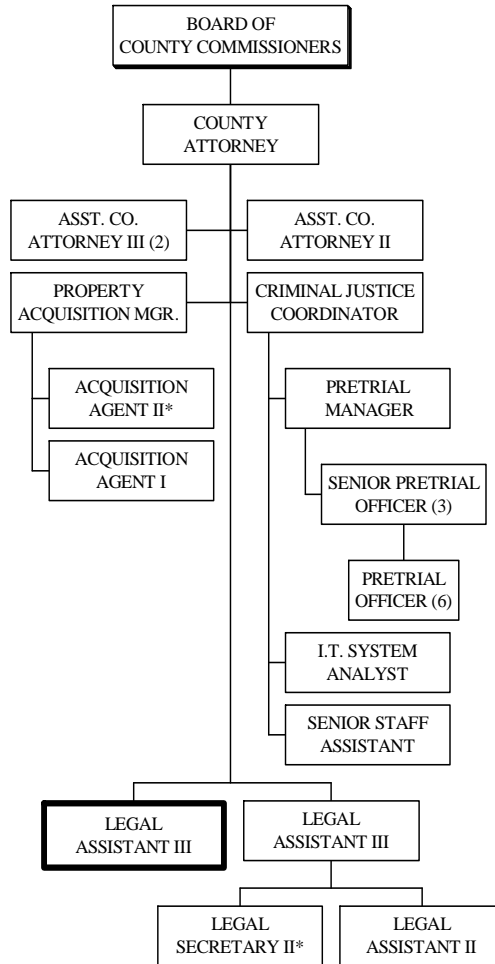 BOARD OF
COUNTY COMMISSIONERS
COUNTY
ATTORNEY
ASST. CO.
ATTORNEY III (2)
ASST. CO.
ATTORNEY II
PROPERTY
ACQUISITION MGR.
CRIMINAL JUSTICE
COORDINATOR
ACQUISITION
AGENT II*
ACQUISITION
AGENT I
PRETRIAL
MANAGER
SENIOR PRETRIAL
OFFICER (3)
PRETRIAL
OFFICER (6)
I.T. SYSTEM
ANALYST
SENIOR STAFF
ASSISTANT
LEGAL
ASSISTANT III
LEGAL
ASSISTANT III
LEGAL
SECRETARY II*
LEGAL
ASSISTANT II